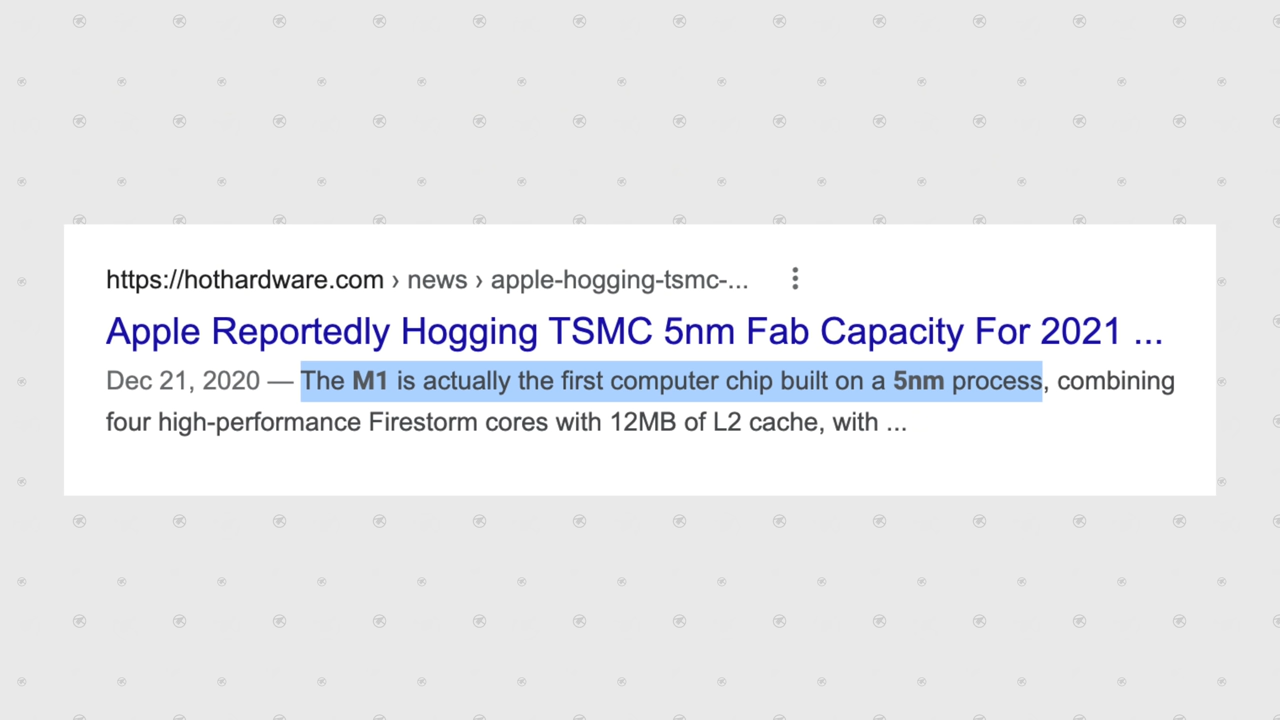 https://hothardware.com › news › apple-hogging-tsmc-...
Apple Reportedly Hogging TSMC 5nm Fab Capacity For 2021 ...
Dec 21, 2020 — The M1 is actually the first computer chip built on a 5nm process, combining
four high-performance Firestorm cores with 12MB of L2 cache, with ...